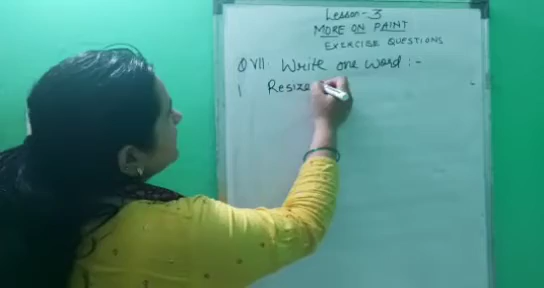 Lesson-3
MORE ON PAINT
EXERCISE QUESTIONS
Q VII. Write one word :-
1 Resize